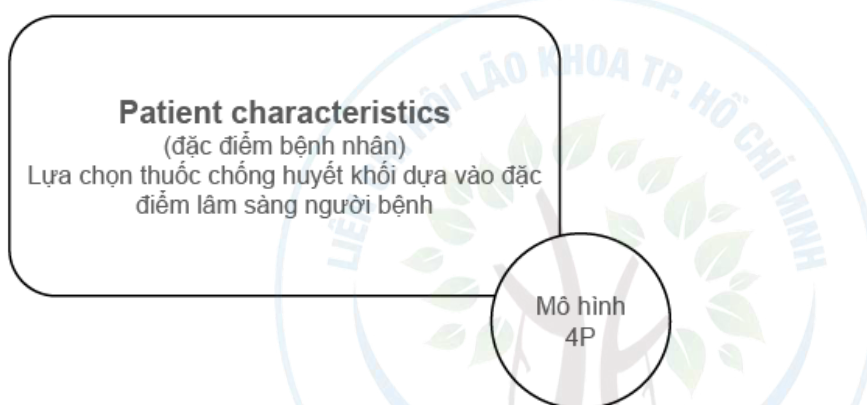 Patient characteristics
(đặc điểm bệnh nhân)
Lựa chọn thuốc chống huyết khối dựa vào đặc
điểm lâm sàng người bệnh
Mô hình
4P
HỘI LÃO KHOA TP. HỒ CHÍ MINH